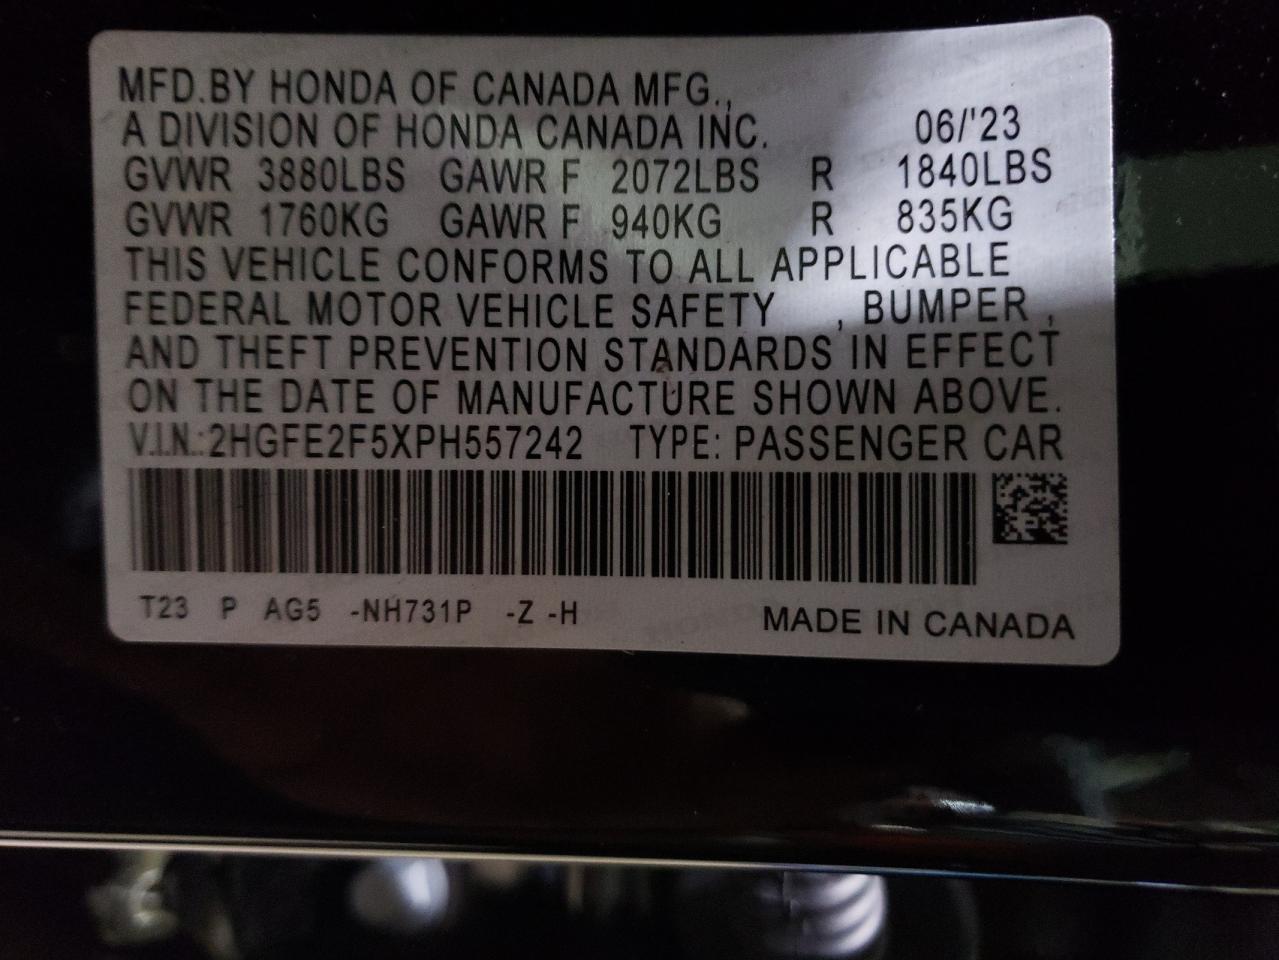 MFD.BY HONDA OF CANADA MFG.,
A DIVISION OF HONDA CANADA INC. 06/'23
GVWR 3880LBS GAWR F 2072LBS R 1840LBS
GVWR 1760KG GAWR F 940KG R 835KG
THIS VEHICLE CONFORMS TO ALL APPLICABLE
FEDERAL MOTOR VEHICLE SAFETY , BUMPER ,
AND THEFT PREVENTION STANDARDS IN EFFECT
ON THE DATE OF MANUFACTURE SHOWN ABOVE.
V.I.N.:2HGFE2F5XPH557242 TYPE: PASSENGER CAR
T23 P AG5 -NH731P -Z -H MADE IN CANADA